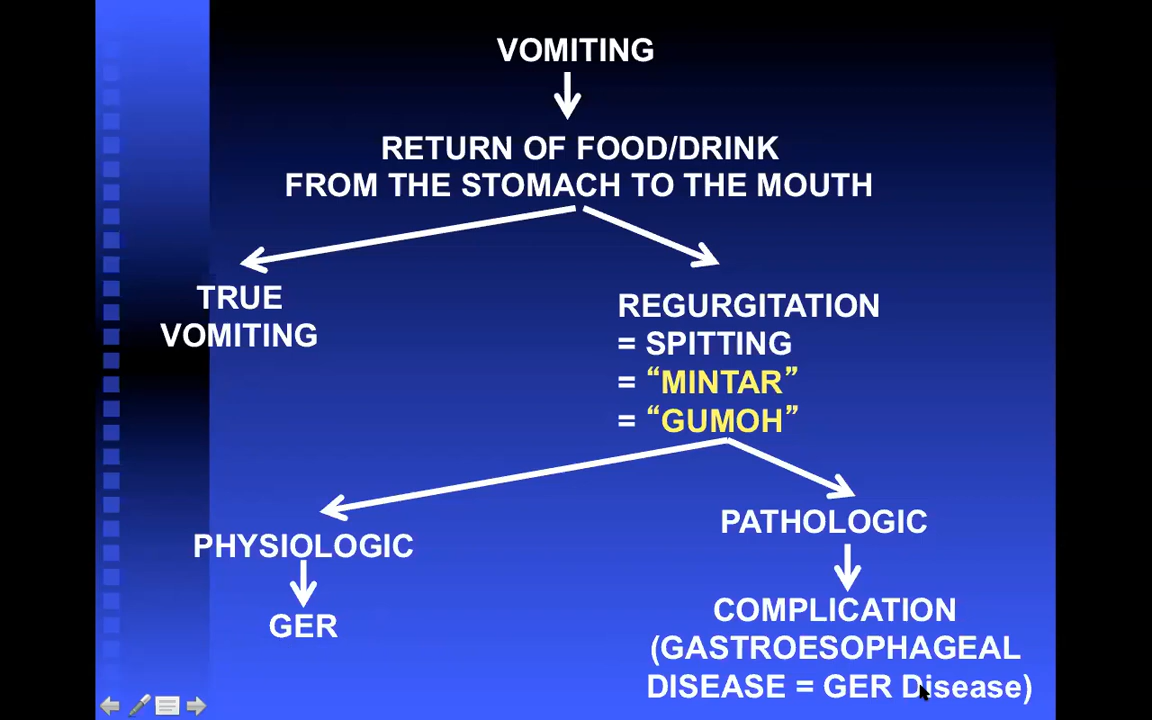 VOMITING
RETURN OF FOOD/DRINK
FROM THE STOMACH TO THE MOUTH
TRUE
VOMITING
REGURGITATION
= SPITTING
= “MINTAR”
= “GUMOH”
PHYSIOLOGIC
GER
PATHOLOGIC
COMPLICATION
(GASTROESOPHAGEAL
DISEASE = GER Disease)